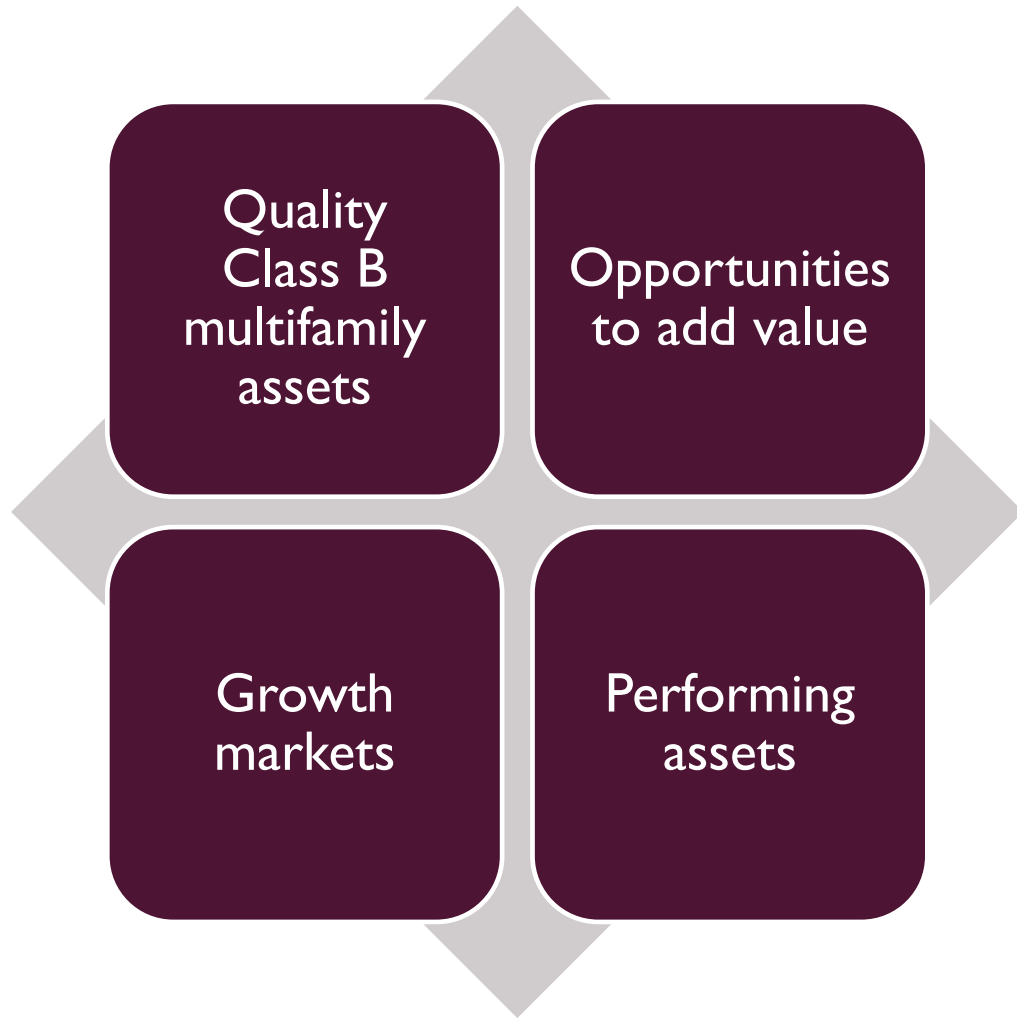 Quality
Class B
multifamily
assets
Opportunities
to add value
Growth
markets
Performing
assets